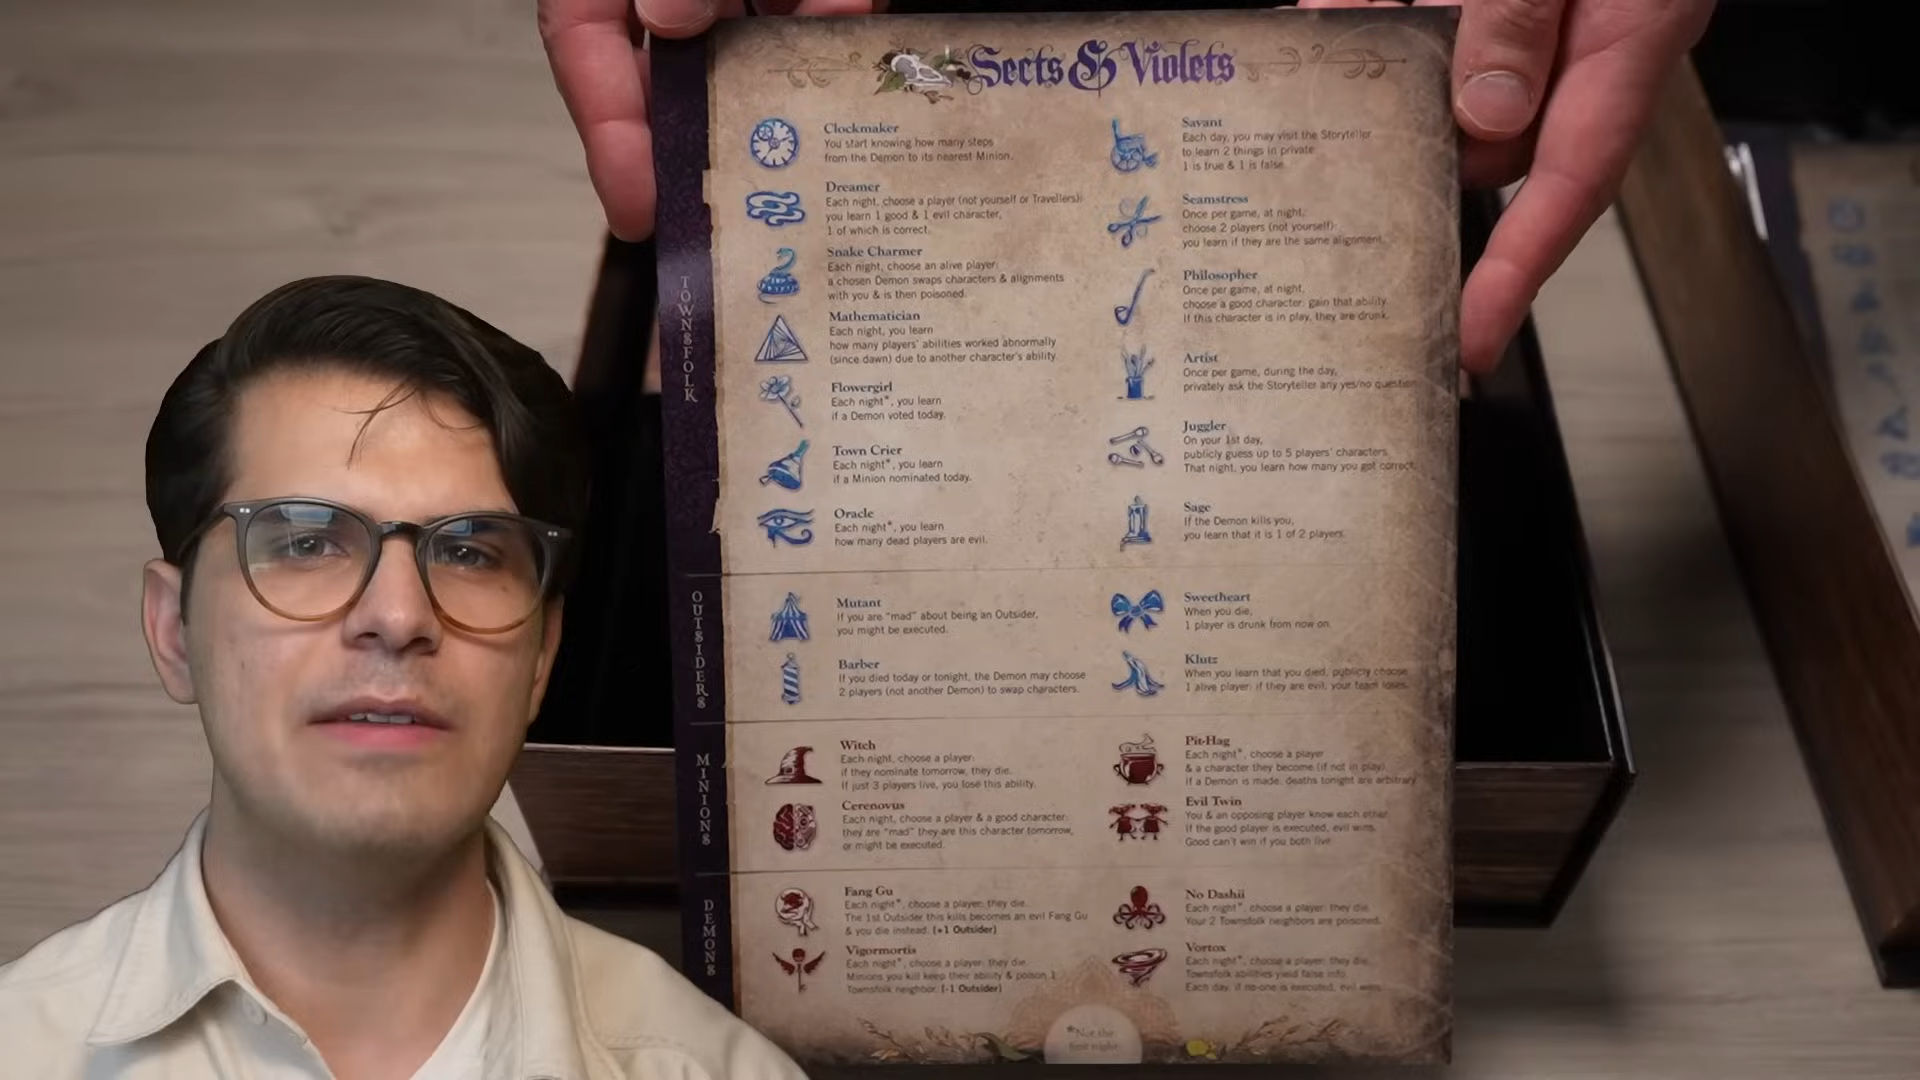 Sects & Violets
TOWNSFOLK
Clockmaker
You start knowing how many steps
from the Demon to its nearest Minion.
Dreamer
Each night, choose a player (not yourself or Travellers):
you learn 1 good & 1 evil character,
1 of which is correct.
Snake Charmer
Each night, choose an alive player:
a chosen Demon swaps characters & alignments
with you & is then poisoned.
Mathematician
Each night, you learn
how many players' abilities worked abnormally
(since dawn) due to another character's ability.
Flowergirl
Each night*, you learn
if a Demon voted today.
Town Crier
Each night*, you learn
if a Minion nominated today.
Oracle
Each night*, you learn
how many dead players are evil.
Savant
Each day, you may visit the Storyteller
to learn 2 things in private:
1 is true & 1 is false.
Seamstress
Once per game, at night,
choose 2 players (not yourself):
you learn if they are the same alignment.
Philosopher
Once per game, at night,
choose a good character: gain that ability.
If this character is in play, they are drunk.
Artist
Once per game, during the day,
privately ask the Storyteller any yes/no question.
Juggler
On your 1st day,
publicly guess up to 5 players' characters.
That night, you learn how many you got correct.
Sage
If the Demon kills you,
you learn that it is 1 of 2 players.
OUTSIDERS
Mutant
If you are "mad" about being an Outsider,
you might be executed.
Barber
If you died today or tonight, the Demon may choose
2 players (not another Demon) to swap characters.
Sweetheart
When you die,
1 player is drunk from now on.
Klutz
When you learn that you died, publicly choose
1 alive player: if they are evil, your team loses.
MINIONS
Witch
Each night, choose a player:
if they nominate tomorrow, they die.
If just 3 players live, you lose this ability.
Cerenovus
Each night, choose a player & a good character:
they are "mad" they are this character tomorrow,
or might be executed.
Pit-Hag
Each night*, choose a player
& a character they become (if not in play).
If a Demon is made, deaths tonight are arbitrary.
Evil Twin
You & an opposing player know each other.
If the good player is executed, evil wins.
Good can't win if you both live.
DEMONS
Fang Gu
Each night*, choose a player: they die.
The 1st Outsider this kills becomes an evil Fang Gu
& you die instead. [+1 Outsider]
Vigormortis
Each night*, choose a player: they die.
Minions you kill keep their ability & poison 1
Townsfolk neighbor. [-1 Outsider]
No Dashii
Each night*, choose a player: they die.
Your 2 Townsfolk neighbors are poisoned.
Vortox
Each night*, choose a player: they die.
Townsfolk abilities yield false info.
Each day, if no-one is executed, evil wins.
*Not the
first night